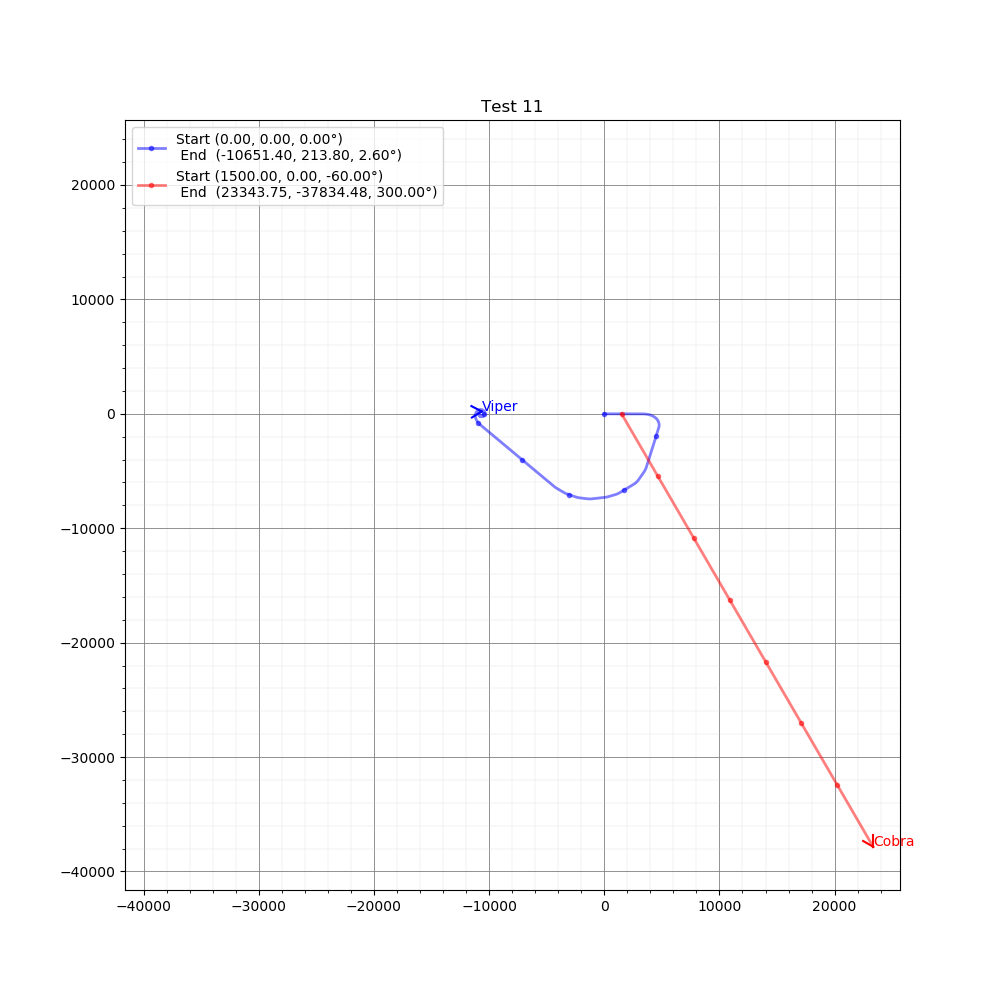 Test 11
Start (0.00, 0.00, 0.00°)
End (-10651.40, 213.80, 2.60°)
Start (1500.00, 0.00, -60.00°)
End (23343.75, -37834.48, 300.00°)
20000
10000
0
−10000
−20000
−30000
−40000
Viper
Cobra
−40000 −30000 −20000 −10000 0 10000 20000